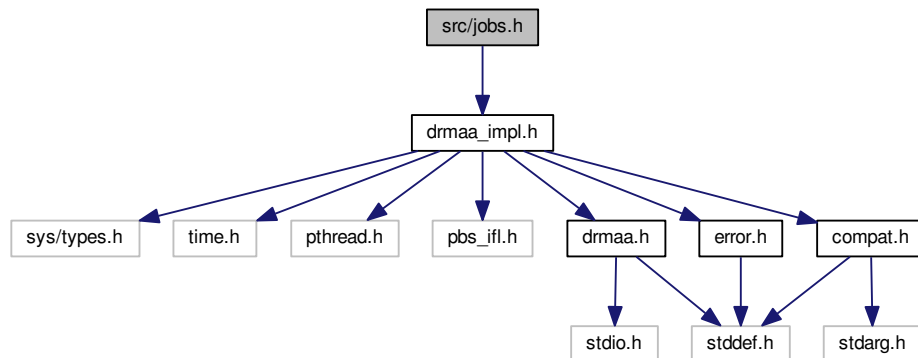 src/jobs.h
drmaa_impl.h
sys/types.h
time.h
pthread.h
pbs_ifl.h
drmaa.h
error.h
compat.h
stdio.h
stddef.h
stdarg.h